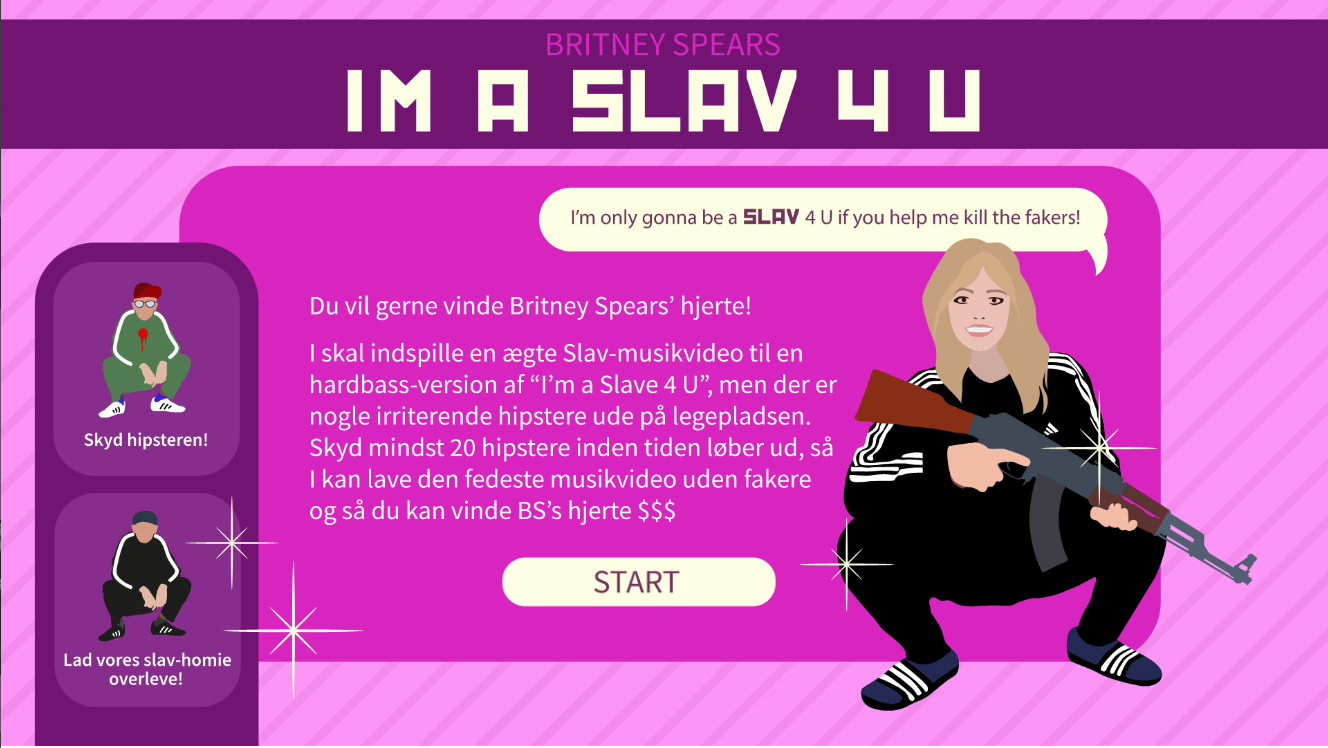 BRITNEY SPEARS
IM A SLAV 4 U
I'm only gonna be a SLAV 4 U if you help me kill the fakers!
Du vil gerne vinde Britney Spears’ hjerte!
I skal indspille en ægte Slav-musikvideo til en
hardbass-version af “I’m a Slave 4 U”, men der er
nogle irriterende hipstere ude på legepladsen.
Skyd mindst 20 hipstere inden tiden løber ud, så
I kan lave den fedeste musikvideo uden fakere
og så du kan vinde BS’s hjerte $$$
START
Skyd hipsteren!
Lad vores slav-homie
overleve!